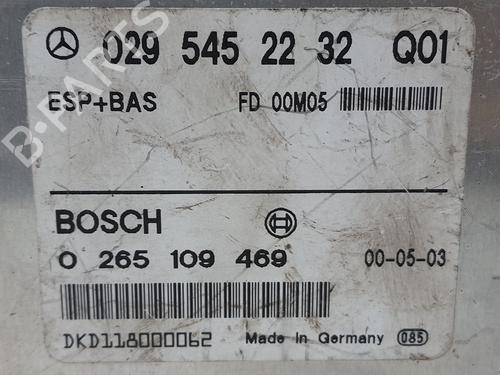 029 545 22 32 Q01
ESP+BAS FD 00M05
BOSCH
0 265 109 469 00-05-03
DKD118000062 Made in Germany 085
B-PARTS